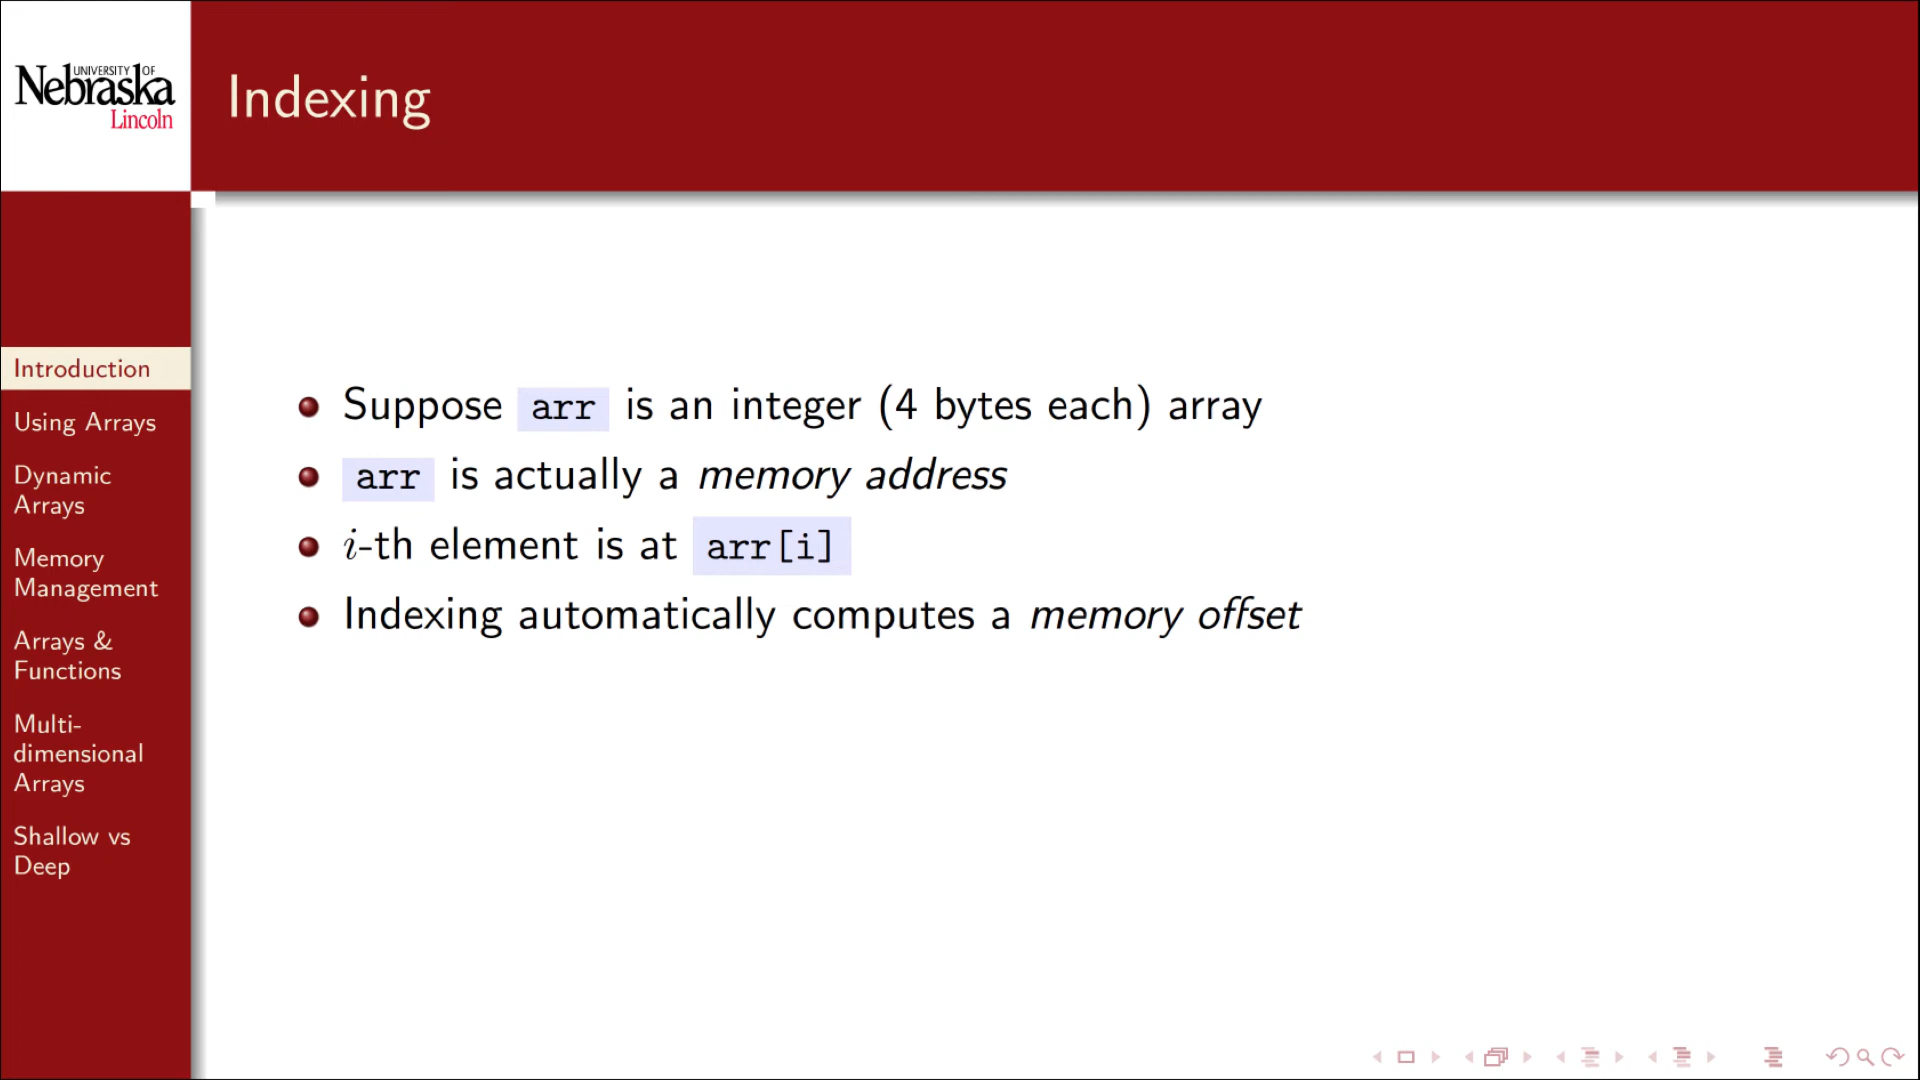 UNIVERSITY OF
Nebraska
Lincoln
Indexing
Introduction
Using Arrays
Dynamic
Arrays
Memory
Management
Arrays &
Functions
Multi-
dimensional
Arrays
Shallow vs
Deep
Suppose arr is an integer (4 bytes each) array
arr is actually a memory address
i-th element is at arr[i]
Indexing automatically computes a memory offset